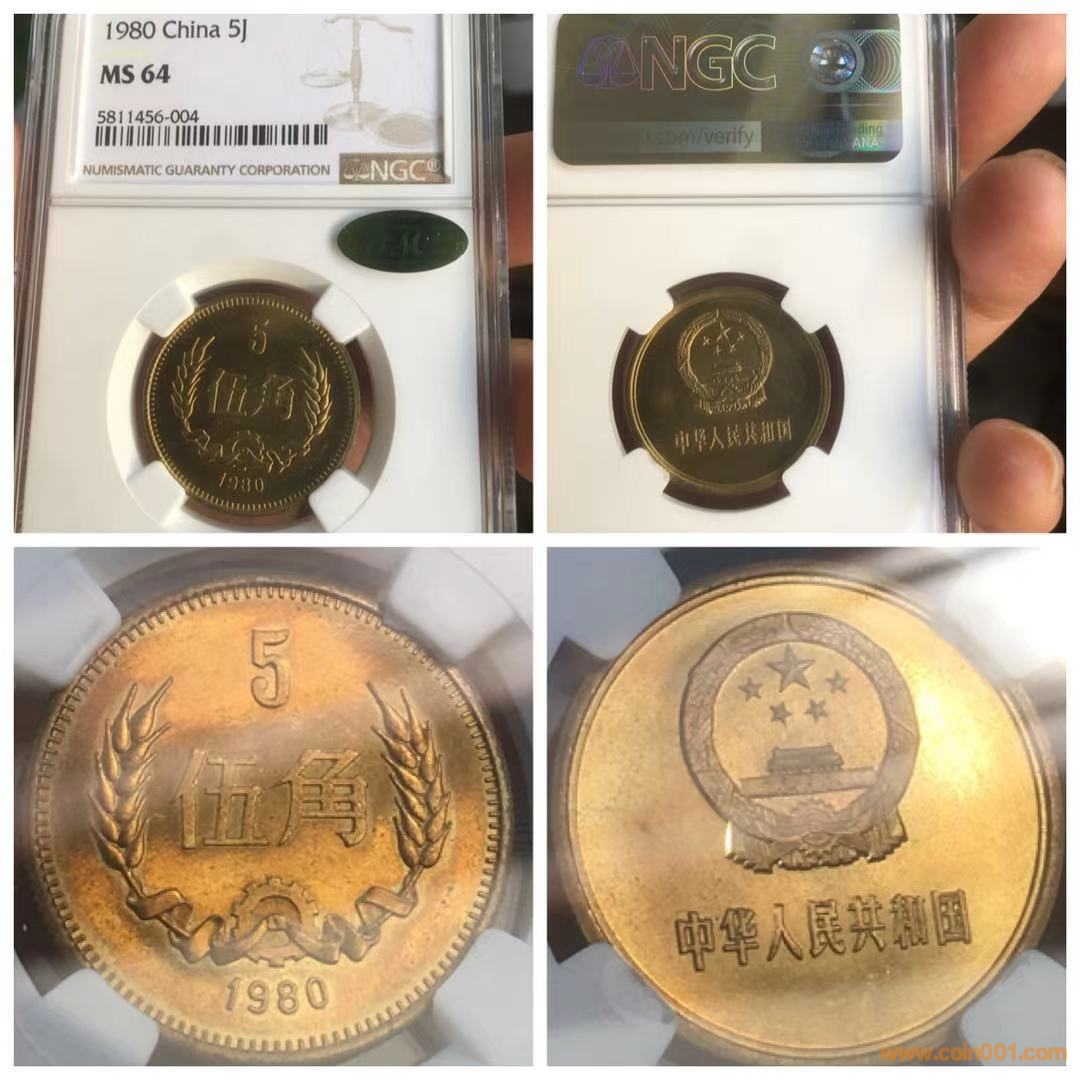 1980 China 5J
MS 64
5811456-004
NUMISMATIC GUARANTY CORPORATION
NGC®
5
伍角
1980
NGC
.com/verify
ANA
中华人民共和国
5
伍角
1980
中华人民共和国
www.coin001.com